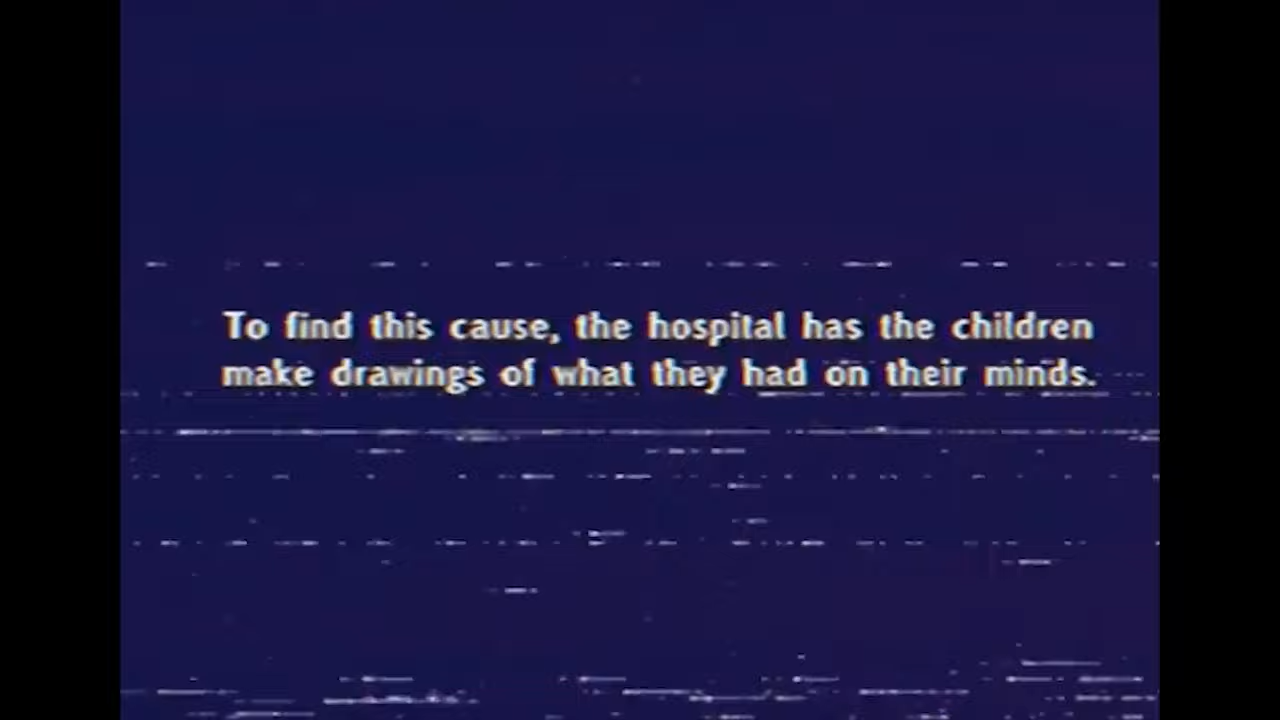 To find this cause, the hospital has the children
make drawings of what they had on their minds.